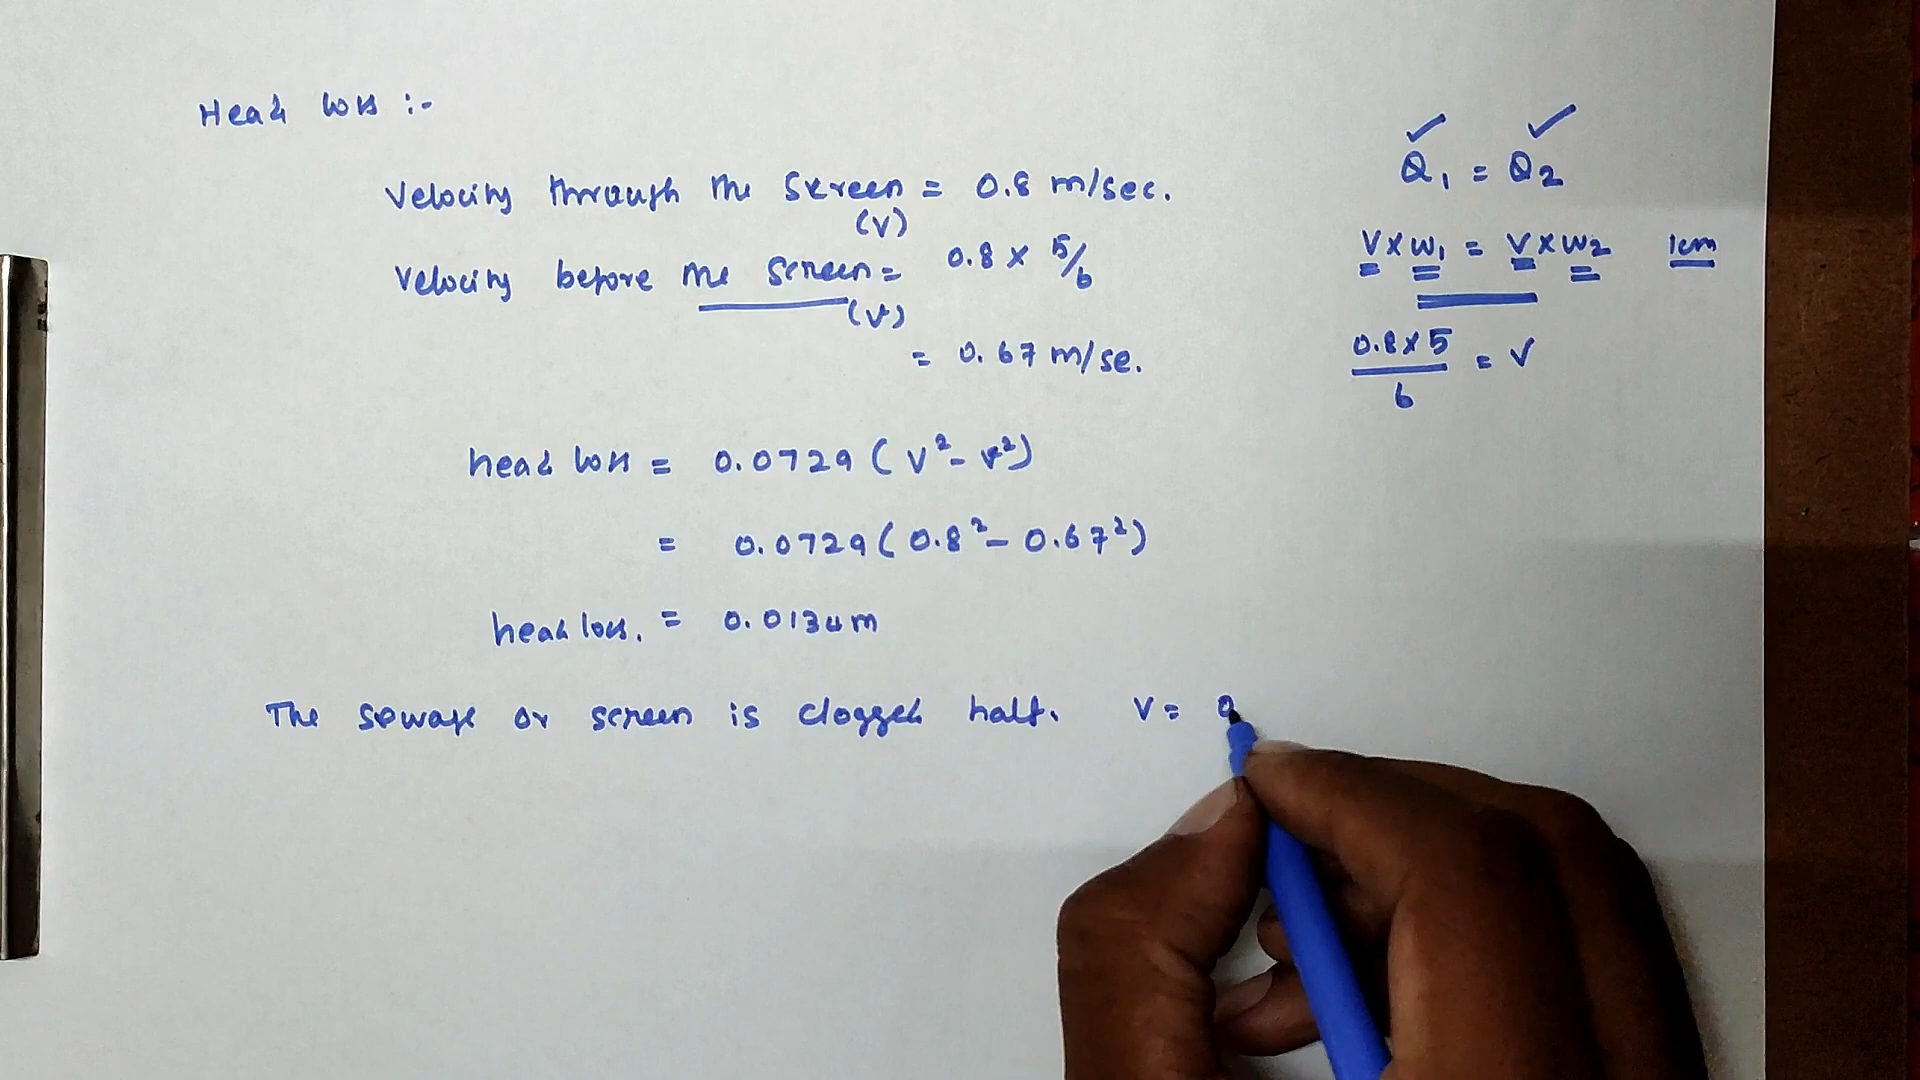 Head loss :-
Velocity through the Screen = 0.8 m/sec.
(V)
Velocity before the Screen = 0.8 x 5/6
(v)
= 0.67 m/se.
head loss = 0.0729 ( V² - v² )
= 0.0729 ( 0.8² - 0.67² )
head loss. = 0.0134m
The sewage or screen is clogged half. V = 0
Q₁ = Q₂
V x W₁ = V x W₂ 1cm
0.8 x 5 / 6 = v